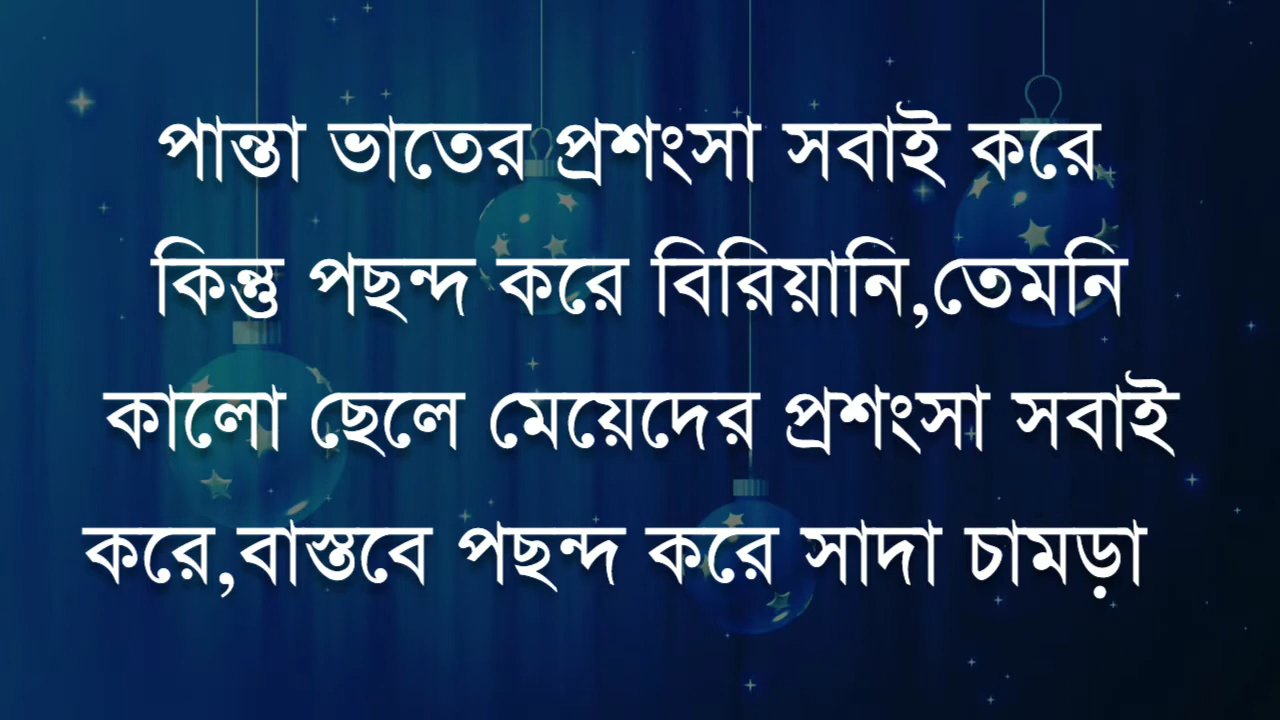 পান্তা ভাতের প্রশংসা সবাই করে
কিন্তু পছন্দ করে বিরিয়ানি,তেমনি
কালো ছেলে মেয়েদের প্রশংসা সবাই
করে,বাস্তবে পছন্দ করে সাদা চামড়া